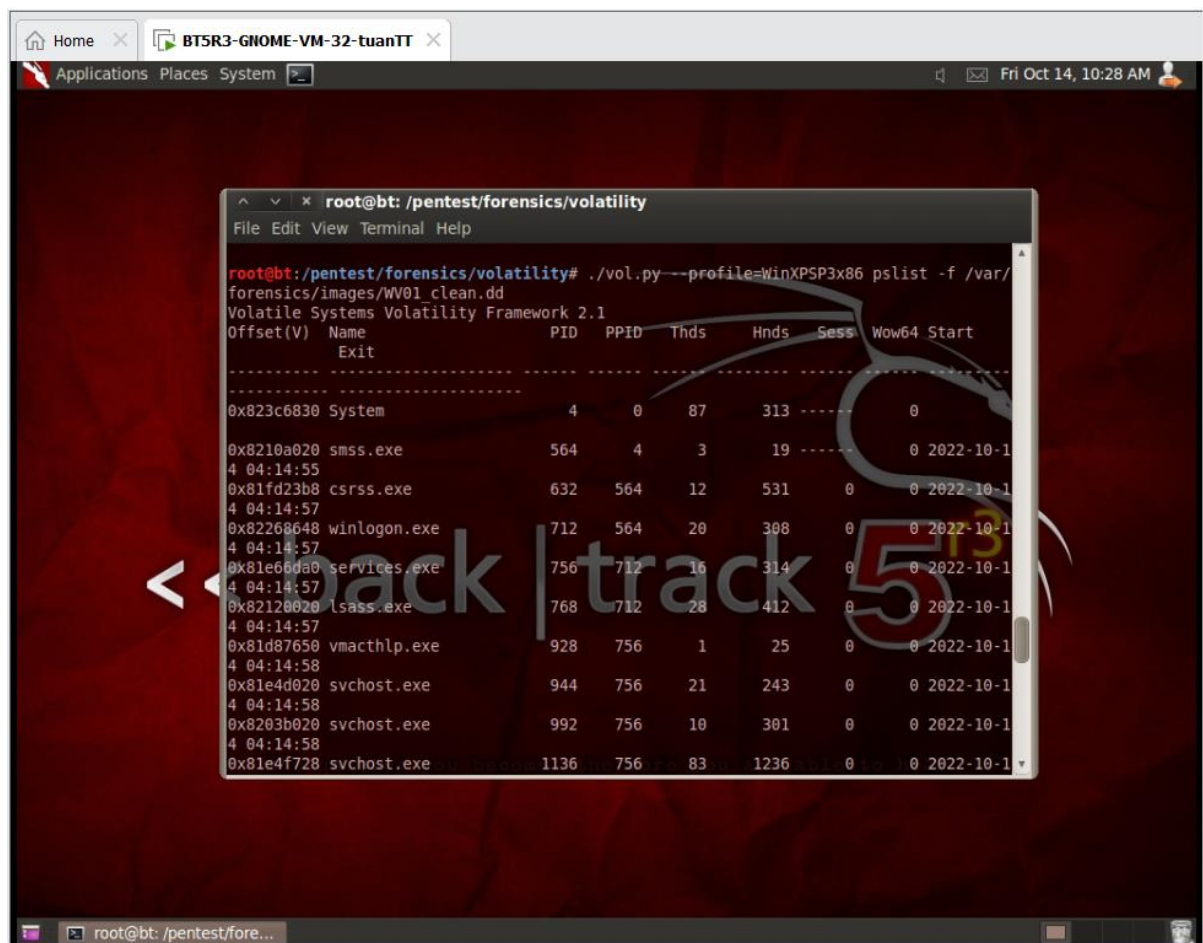 Home
BT5R3-GNOME-VM-32-tuanTT
Applications Places System
Fri Oct 14, 10:28 AM
root@bt: /pentest/forensics/volatility
File Edit View Terminal Help
root@bt:/pentest/forensics/volatility# ./vol.py --profile=WinXPSP3x86 pslist -f /var/
forensics/images/WV01_clean.dd
Volatile Systems Volatility Framework 2.1
Offset(V) Name PID PPID Thds Hnds Sess Wow64 Start
Exit
---------- -------------------- ------ ------ ------ -------- ------ ------ ----------
---------- --------------------
0x823c6830 System 4 0 87 313 ------ 0
0x8210a020 smss.exe 564 4 3 19 ------ 0 2022-10-1
4 04:14:55
0x81fd23b8 csrss.exe 632 564 12 531 0 0 2022-10-1
4 04:14:57
0x82268648 winlogon.exe 712 564 20 308 0 0 2022-10-1
4 04:14:57
0x81e66da0 services.exe 756 712 16 314 0 0 2022-10-1
4 04:14:57
0x82120020 lsass.exe 768 712 28 412 0 0 2022-10-1
4 04:14:57
0x81d87650 vmacthlp.exe 928 756 1 25 0 0 2022-10-1
4 04:14:58
0x81e4d020 svchost.exe 944 756 21 243 0 0 2022-10-1
4 04:14:58
0x8203b020 svchost.exe 992 756 10 301 0 0 2022-10-1
4 04:14:58
0x81e4f728 svchost.exe 1136 756 83 1236 0 0 2022-10-1
<< back | track 5 r3
root@bt: /pentest/fore...